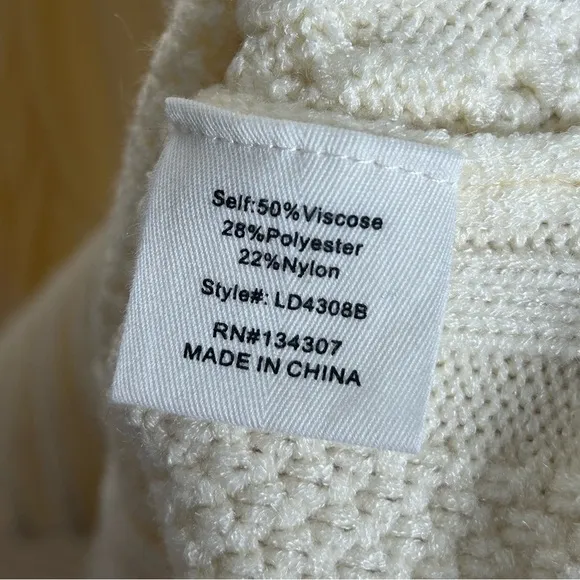 Self:50%Viscose
28%Polyester
22%Nylon
Style#: LD4308B
RN#134307
MADE IN CHINA